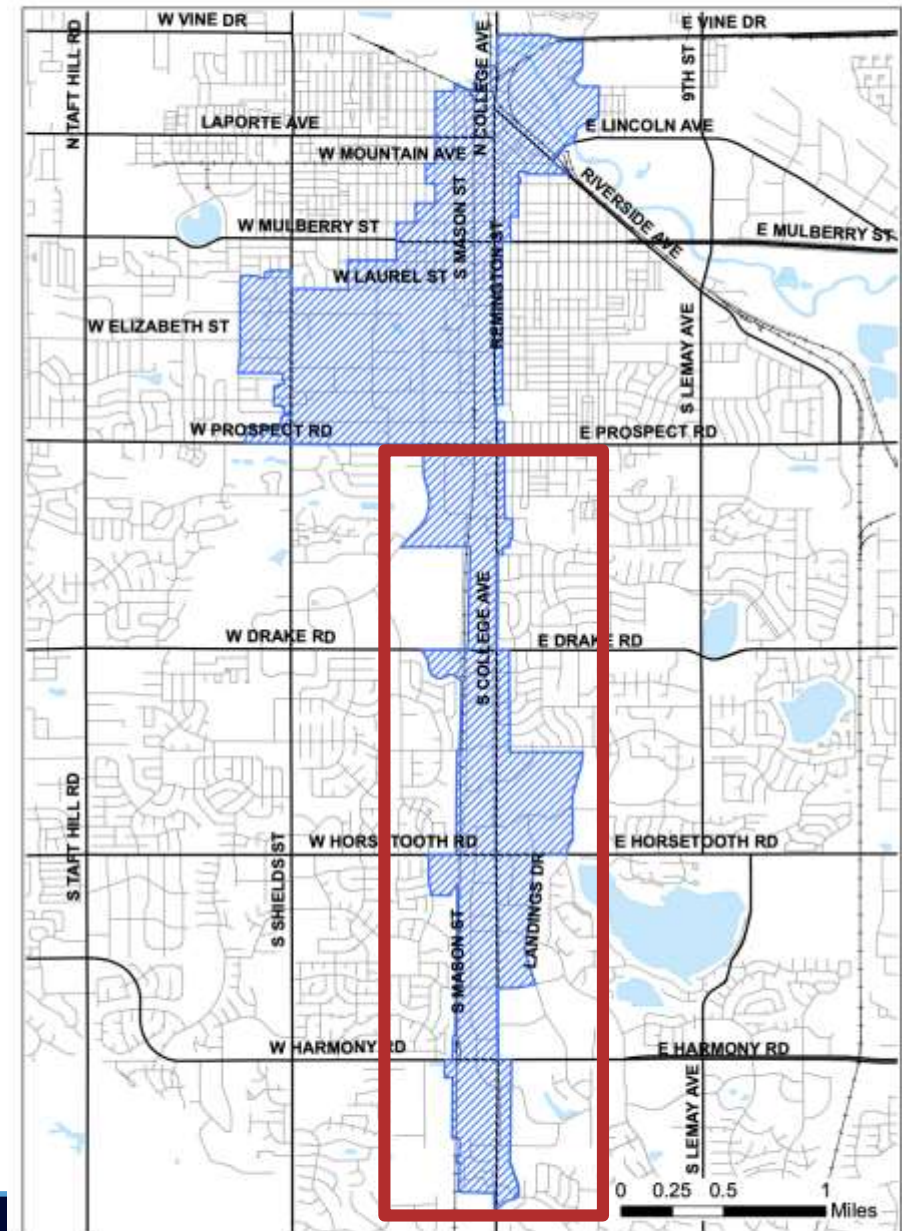 W VINE DR
E VINE DR
N TAFT HILL RD
N COLLEGE AVE
9TH ST
LAPORTE AVE
E LINCOLN AVE
W MOUNTAIN AVE
S MASON ST
RIVERSIDE AVE
W MULBERRY ST
E MULBERRY ST
W LAUREL ST
REMINGTON ST
W ELIZABETH ST
S LEMAY AVE
W PROSPECT RD
E PROSPECT RD
S COLLEGE AVE
W DRAKE RD
E DRAKE RD
S TAFT HILL RD
S SHIELDS ST
W HORSETOOTH RD
E HORSETOOTH RD
S MASON ST
LANDINGS DR
W HARMONY RD
E HARMONY RD
S LEMAY AVE
0 0.25 0.5 1
Miles